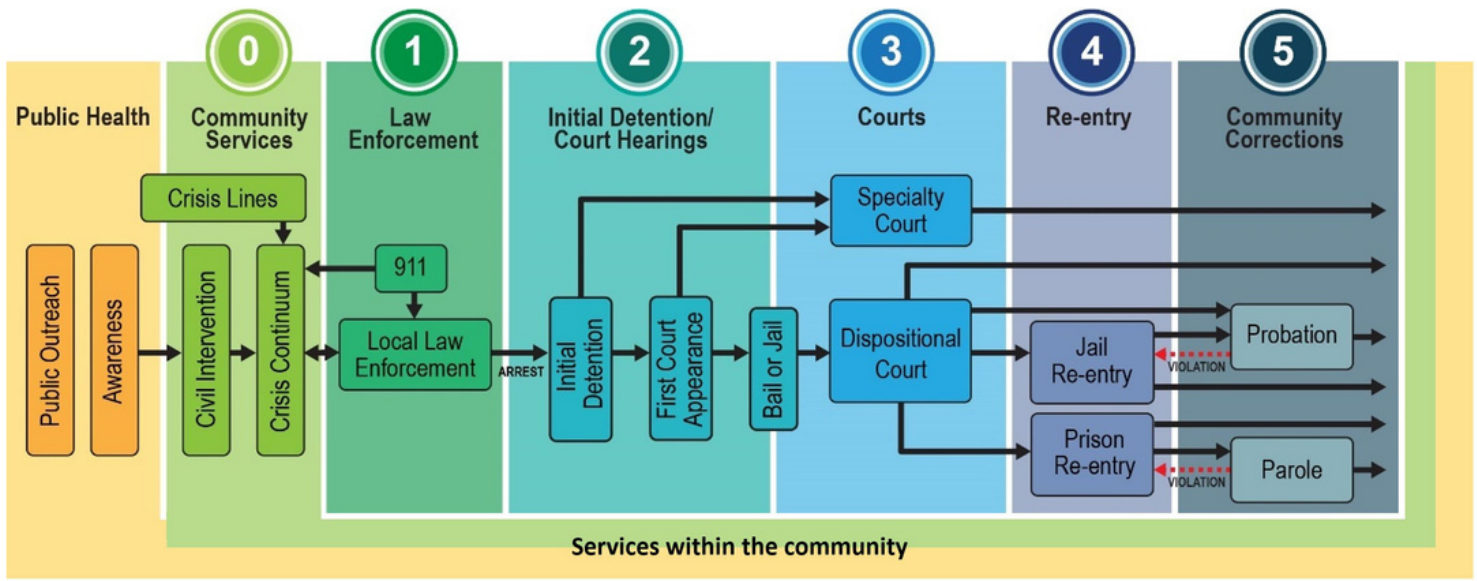 0
1
2
3
4
5
Public Health
Community
Services
Law
Enforcement
Initial Detention/
Court Hearings
Courts
Re-entry
Community
Corrections
Crisis Lines
Public Outreach
Awareness
Civil Intervention
Crisis Continuum
911
Local Law
Enforcement
ARREST
Initial
Detention
First Court
Appearance
Bail or Jail
Specialty
Court
Dispositional
Court
Jail
Re-entry
Prison
Re-entry
Probation
VIOLATION
Parole
VIOLATION
Services within the community